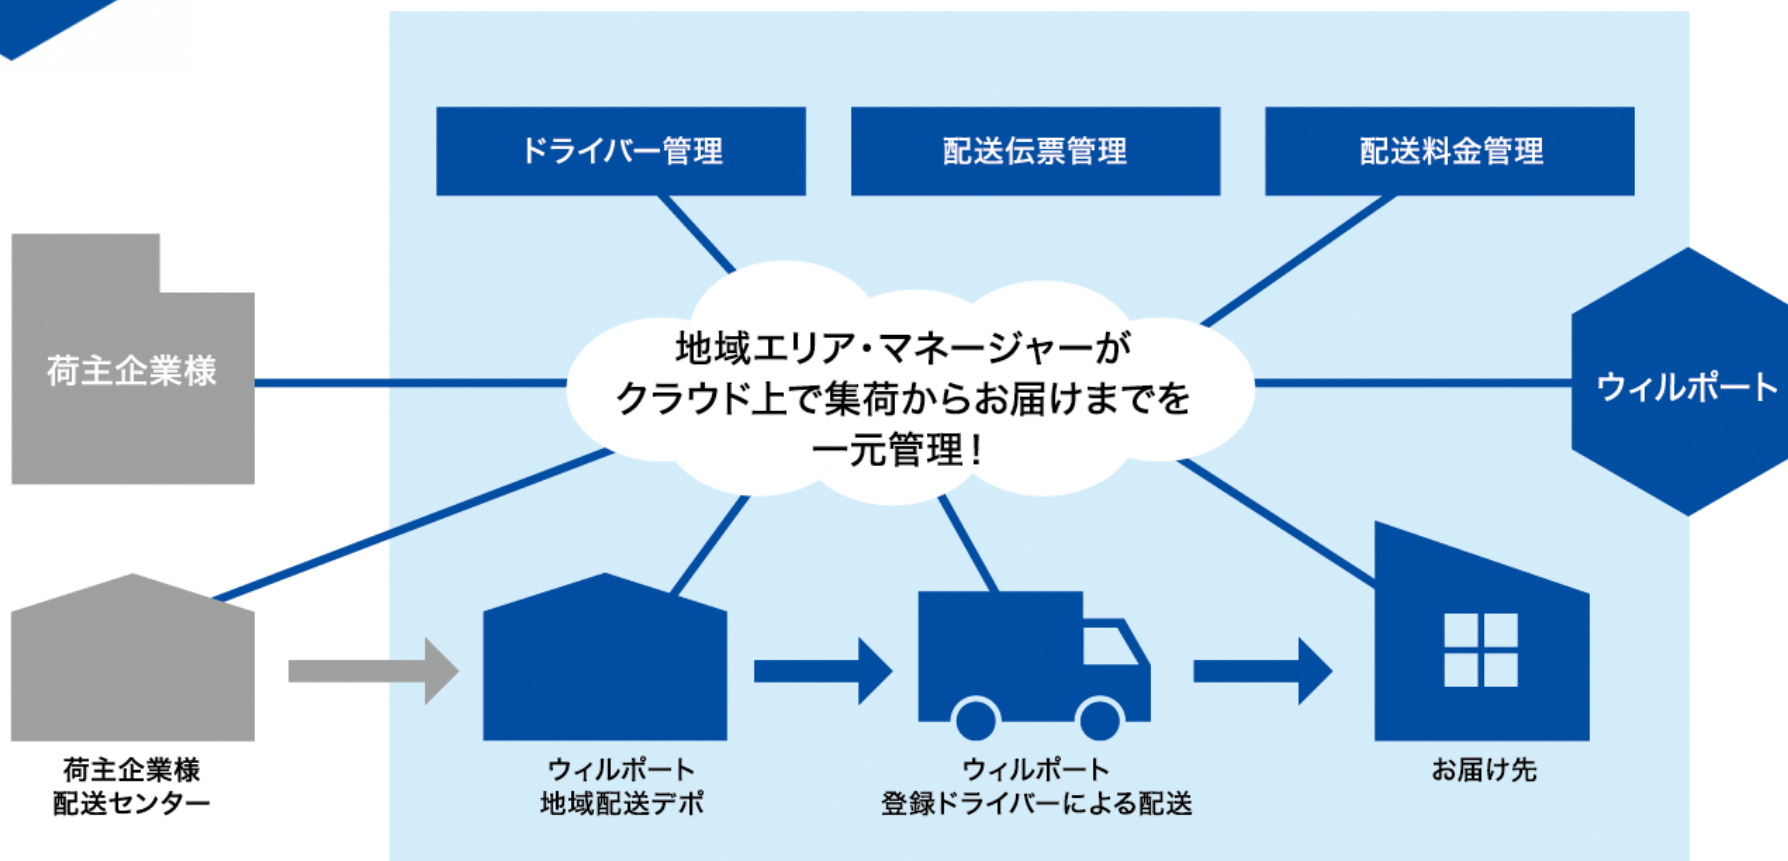 ドライバー管理
配送伝票管理
配送料金管理
荷主企業様
地域エリア・マネージャーが
クラウド上で集荷からお届けまでを
一元管理！
ウィルポート
荷主企業様
配送センター
ウィルポート
地域配送デポ
ウィルポート
登録ドライバーによる配送
お届け先